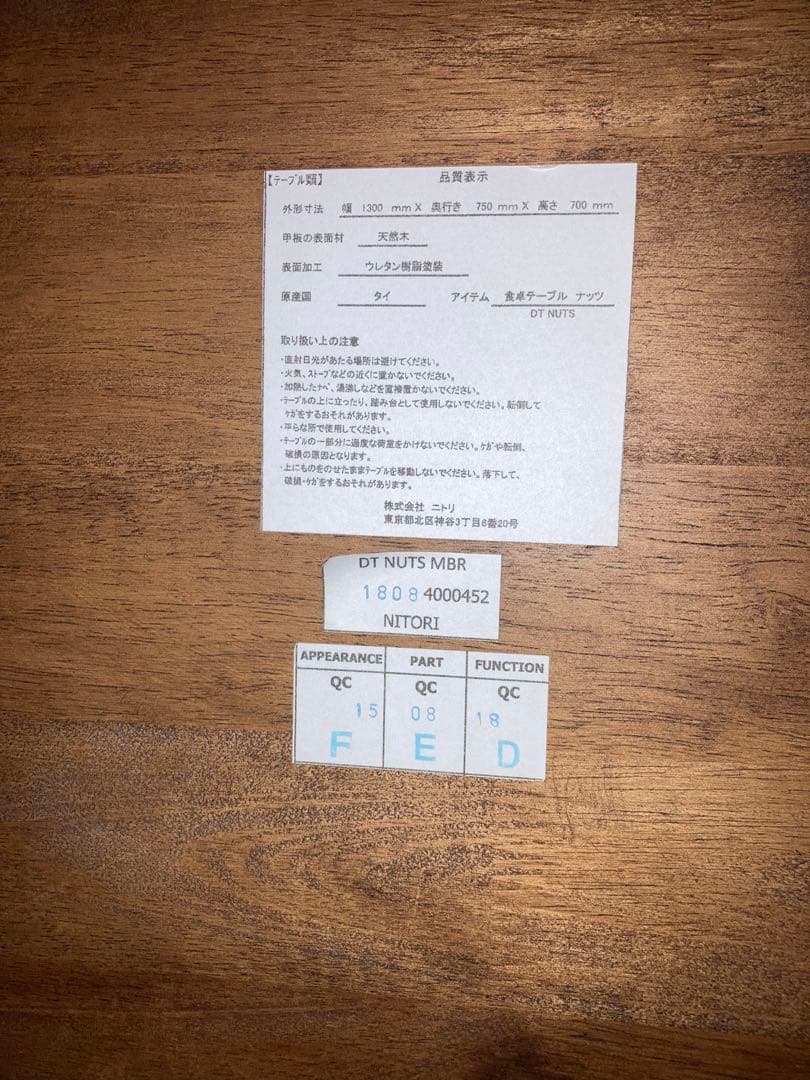 【テーブル類】 品質表示
外形寸法 幅 1300 mm X 奥行き 750 mm X 高さ 700 mm
甲板の表面材 天然木
表面加工 ウレタン樹脂塗装
原産国 タイ アイテム 食卓テーブル ナッツ
DT NUTS
取り扱い上の注意
・直射日光があたる場所は避けてください。
・火気、ストーブなどの近くに置かないでください。
・加熱したナベ、湯沸しなどを直接置かないでください。
・テーブルの上に立ったり、踏み台として使用しないでください。転倒して
ケガをするおそれがあります。
・平らな所で使用してください。
・テーブルの一部分に過度な荷重をかけないでください。ケガや転倒、
破損の原因となります。
・上にものをのせたままテーブルを移動しないでください。落下して、
破損・ケガをするおそれがあります。
株式会社 ニトリ
東京都北区神谷3丁目6番20号
DT NUTS MBR
1808 4000452
NITORI
APPEARANCE PART FUNCTION
QC QC QC
15 08 18
F E D